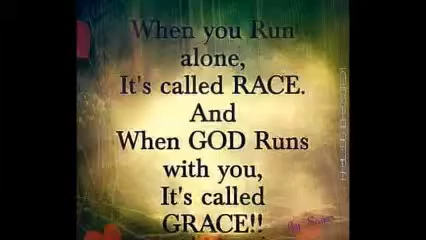 When you Run
alone,
It's called RACE.
And
When GOD Runs
with you,
It's called
GRACE!!